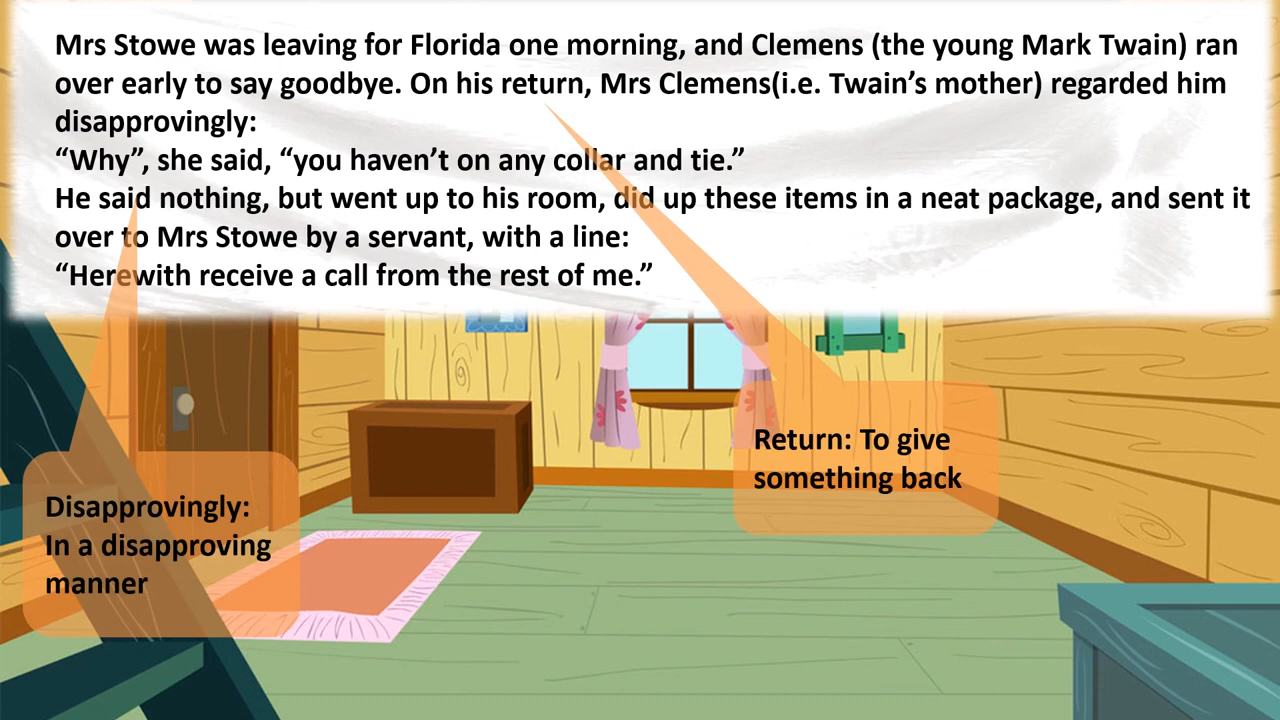 Mrs Stowe was leaving for Florida one morning, and Clemens (the young Mark Twain) ran
over early to say goodbye. On his return, Mrs Clemens(i.e. Twain’s mother) regarded him
disapprovingly:
“Why”, she said, “you haven’t on any collar and tie.”
He said nothing, but went up to his room, did up these items in a neat package, and sent it
over to Mrs Stowe by a servant, with a line:
“Herewith receive a call from the rest of me.”
Return: To give
something back
Disapprovingly:
In a disapproving
manner